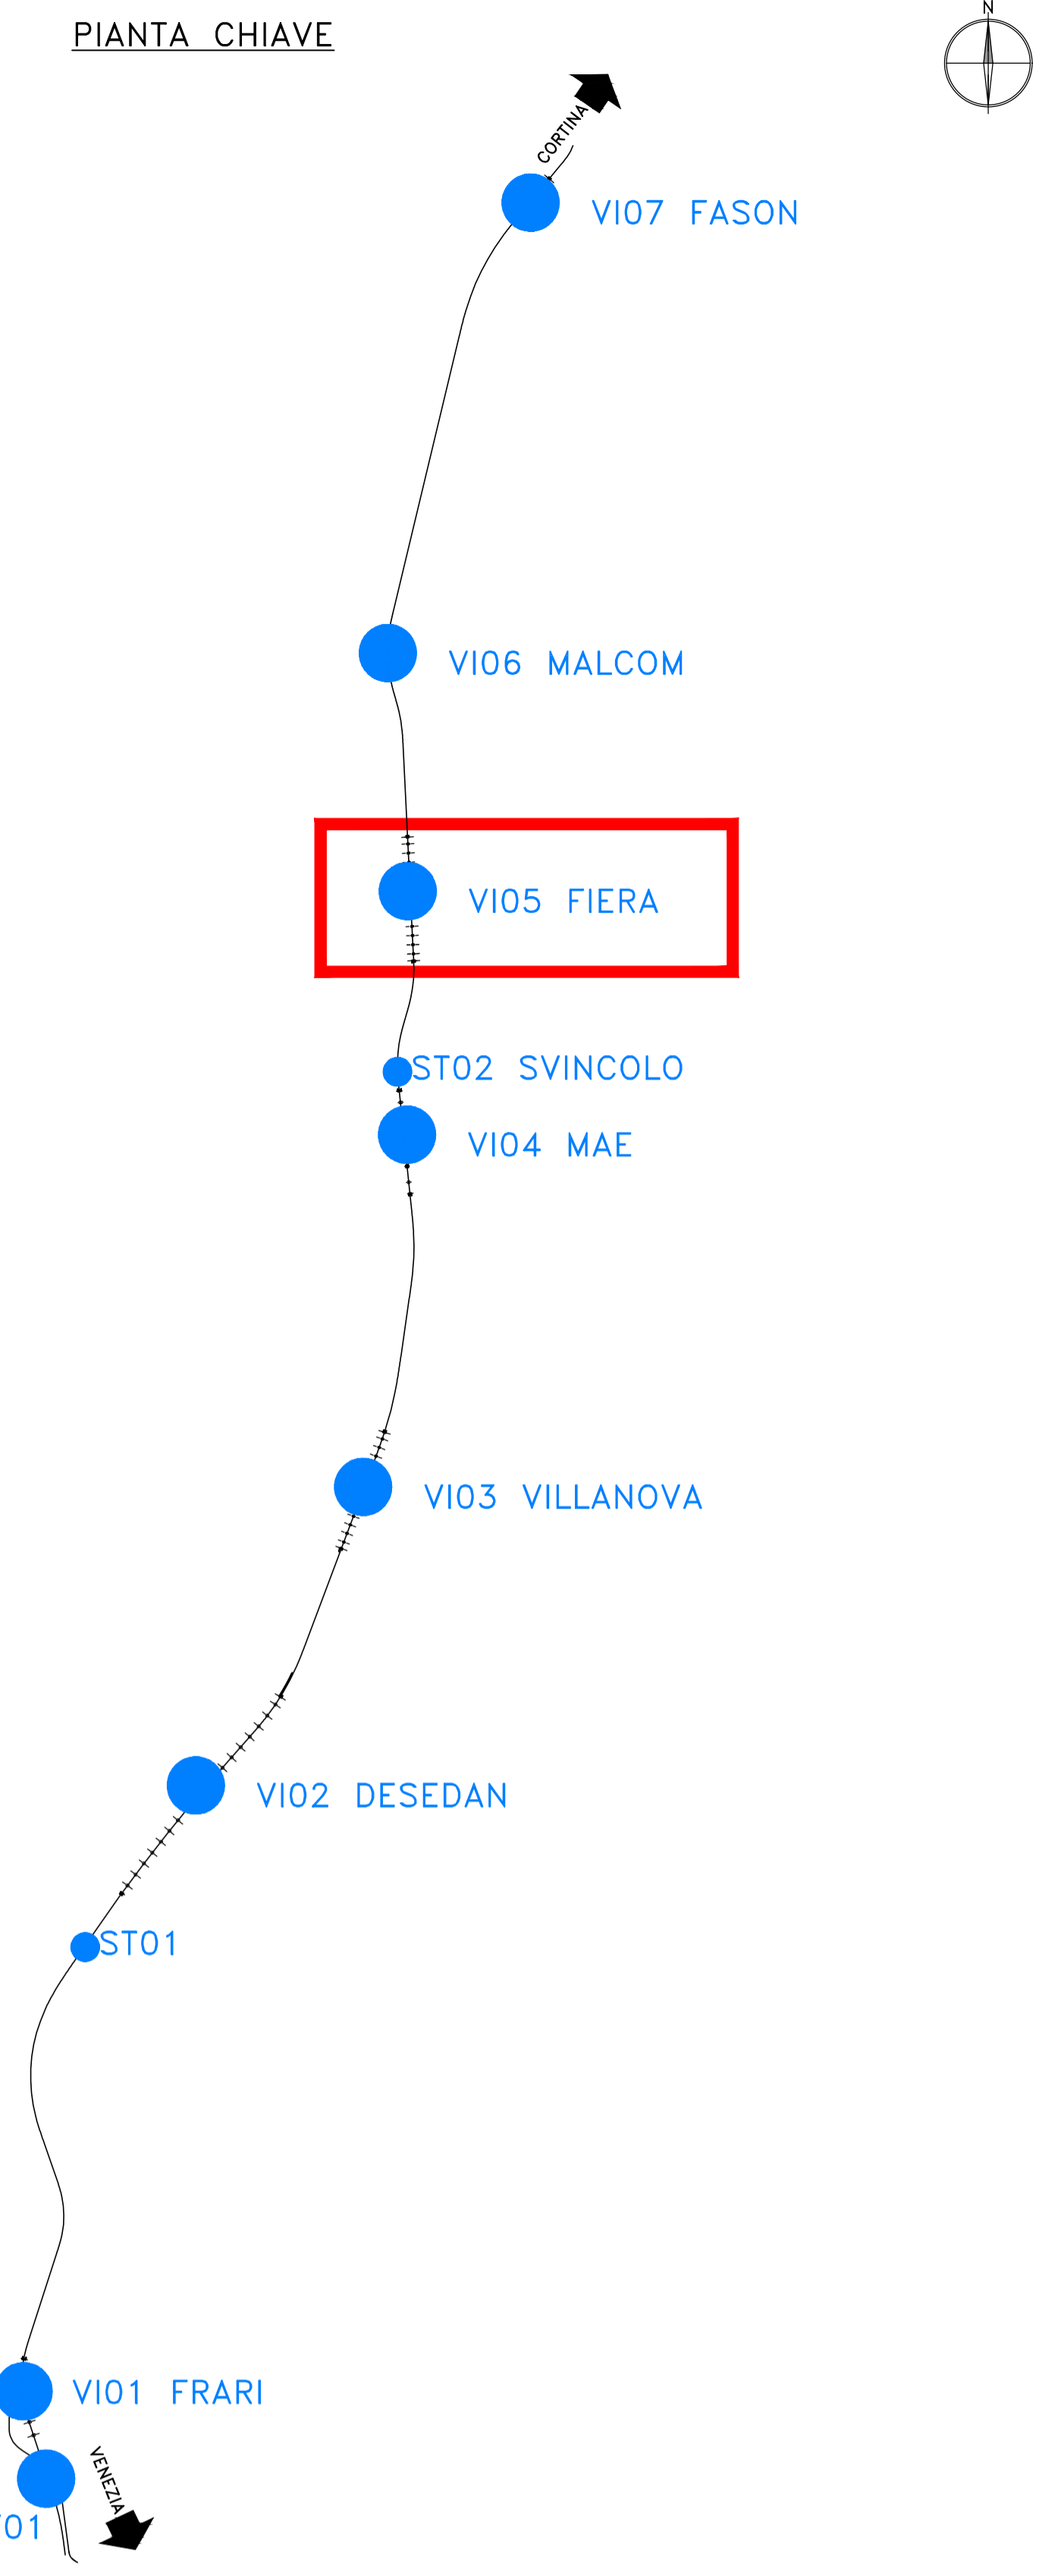 PIANTA CHIAVE
N
CORTINA
VI07 FASON
VI06 MALCOM
VI05 FIERA
ST02 SVINCOLO
VI04 MAE
VI03 VILLANOVA
VI02 DESEDAN
ST01
VI01 FRARI
VENEZIA
01